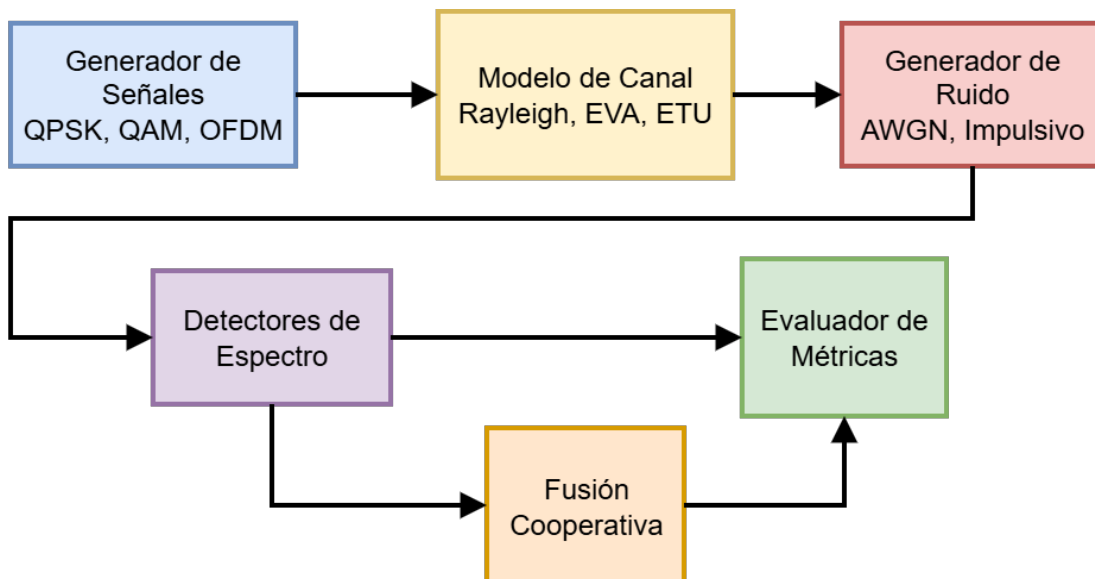 Generador de
Señales
QPSK, QAM, OFDM
Modelo de Canal
Rayleigh, EVA, ETU
Generador de
Ruido
AWGN, Impulsivo
Detectores de
Espectro
Evaluador de
Métricas
Fusión
Cooperativa